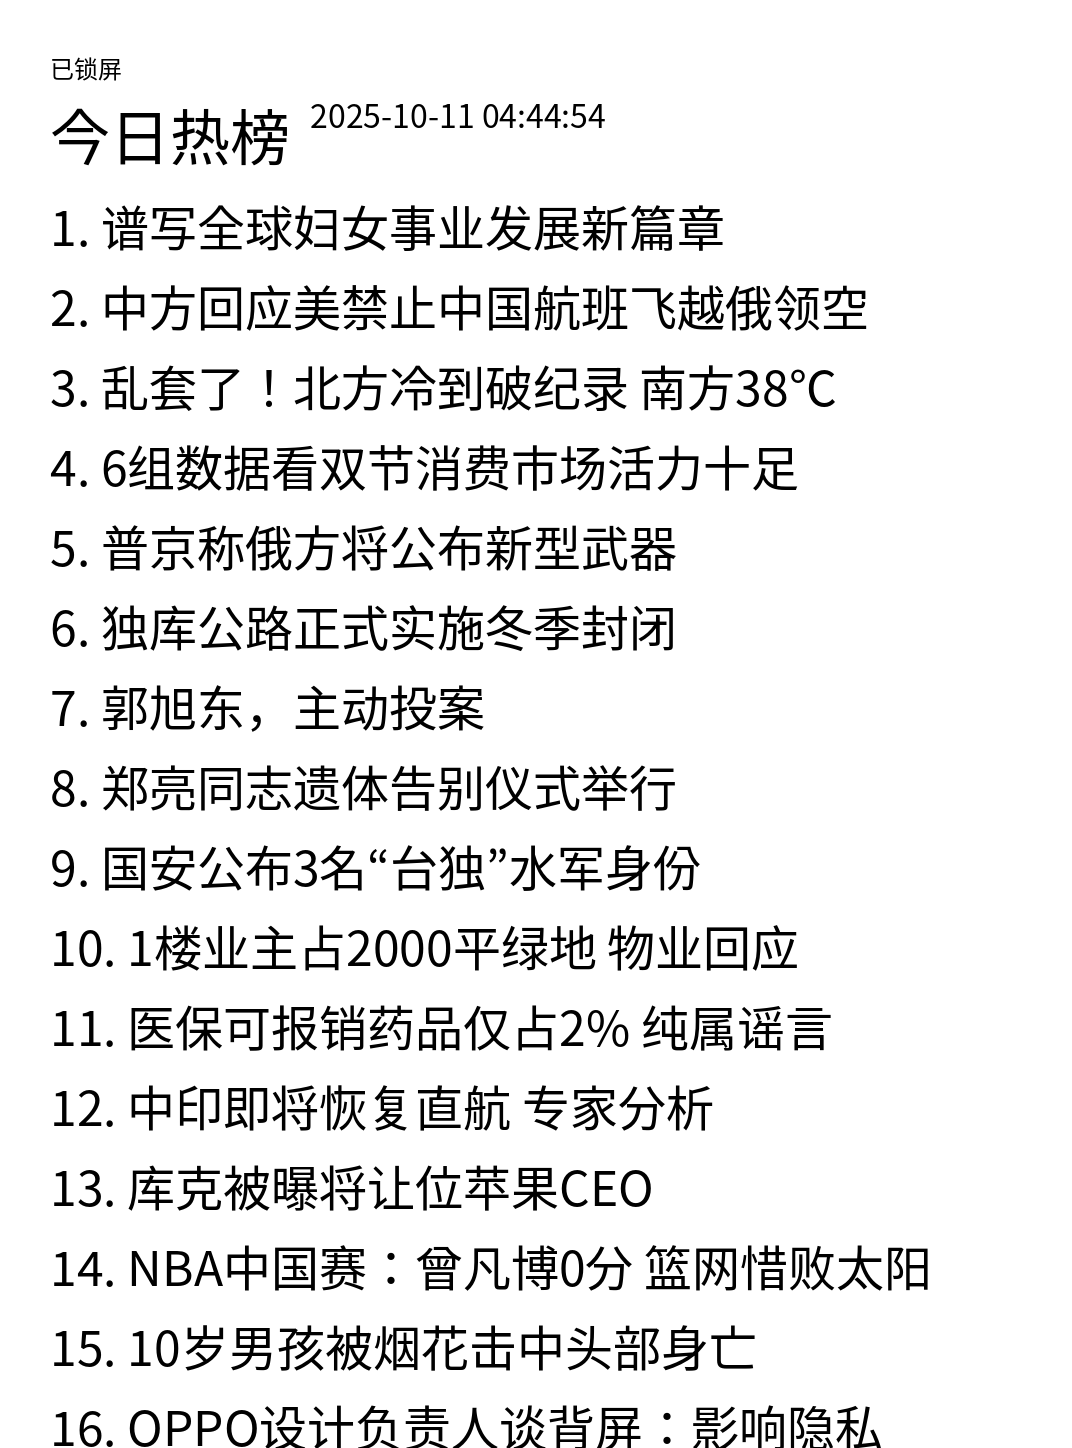 已锁屏
今日热榜 2025-10-11 04:44:54
1. 谱写全球妇女事业发展新篇章
2. 中方回应美禁止中国航班飞越俄领空
3. 乱套了！北方冷到破纪录 南方38℃
4. 6组数据看双节消费市场活力十足
5. 普京称俄方将公布新型武器
6. 独库公路正式实施冬季封闭
7. 郭旭东，主动投案
8. 郑亮同志遗体告别仪式举行
9. 国安公布3名“台独”水军身份
10. 1楼业主占2000平绿地 物业回应
11. 医保可报销药品仅占2% 纯属谣言
12. 中印即将恢复直航 专家分析
13. 库克被曝将让位苹果CEO
14. NBA中国赛：曾凡博0分 篮网惜败太阳
15. 10岁男孩被烟花击中头部身亡
16. OPPO设计负责人谈背屏：影响隐私